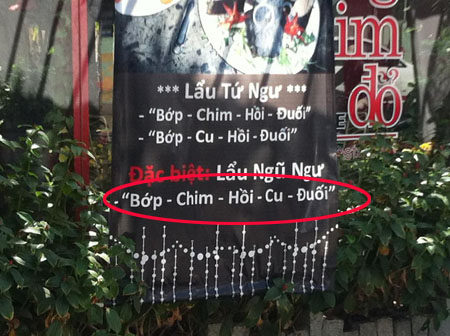 *** Lẩu Tứ Ngư ***
- "Bớp - Chim - Hồi - Đuối"
- "Bớp - Cu - Hồi - Đuối"
Đặc biệt: Lẩu Ngũ Ngư
- "Bớp - Chim - Hồi - Cu - Đuối"
im
đỏ